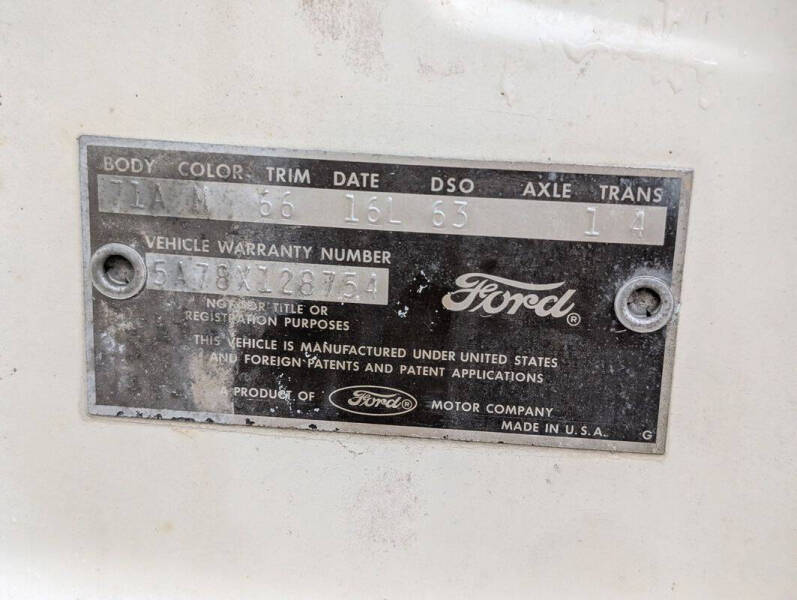 BODY COLOR TRIM DATE DSO AXLE TRANS
71A M 66 16L 63 1 4
VEHICLE WARRANTY NUMBER
5A78X128754
NOT FOR TITLE OR
REGISTRATION PURPOSES
Ford®
THIS VEHICLE IS MANUFACTURED UNDER UNITED STATES
AND FOREIGN PATENTS AND PATENT APPLICATIONS
A PRODUCT OF Ford® MOTOR COMPANY
MADE IN U.S.A. G